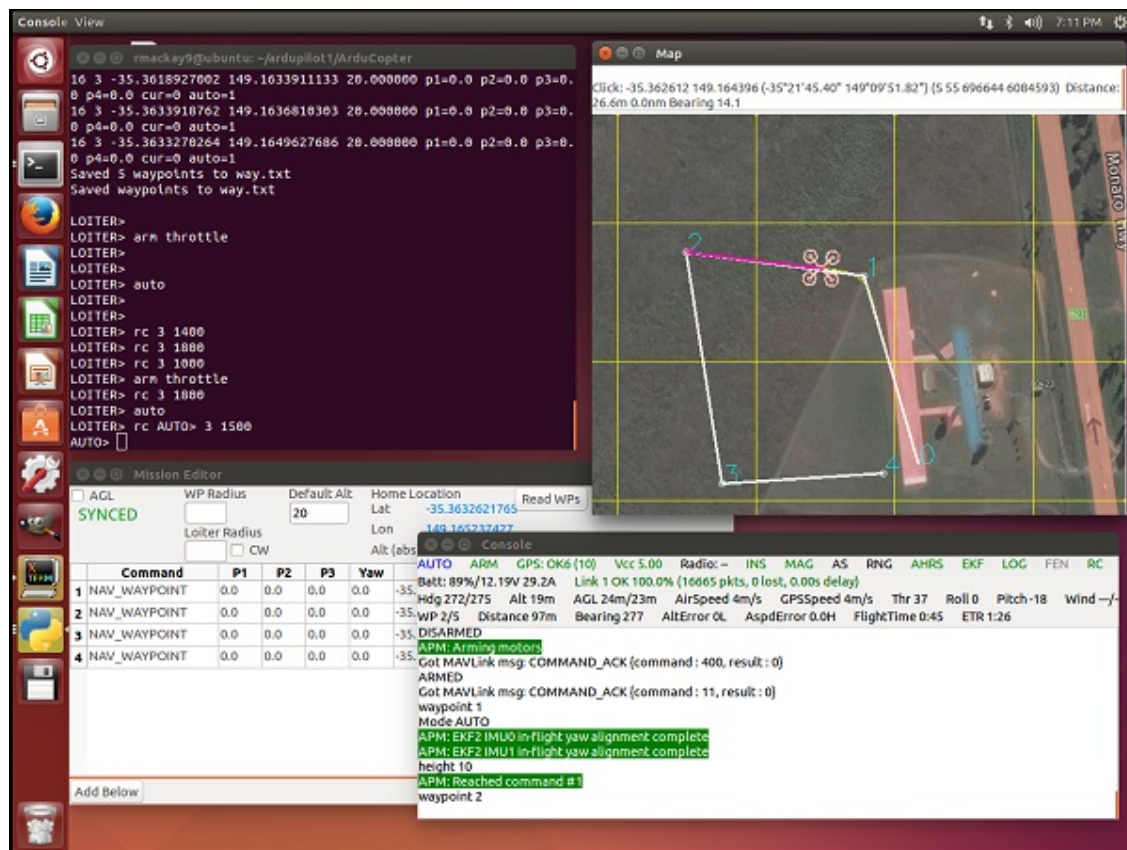 Console View
7:11 PM
rmackay9@ubuntu: ~/ardupilot1/ArduCopter
16 3 -35.3618927002 149.1633911133 20.000000 p1=0.0 p2=0.0 p3=0.
0 p4=0.0 cur=0 auto=1
16 3 -35.3633918762 149.1636810303 20.000000 p1=0.0 p2=0.0 p3=0.
0 p4=0.0 cur=0 auto=1
16 3 -35.3633270264 149.1649627686 20.000000 p1=0.0 p2=0.0 p3=0.
0 p4=0.0 cur=0 auto=1
Saved 5 waypoints to way.txt
Saved waypoints to way.txt
LOITER>
LOITER> arm throttle
LOITER>
LOITER>
LOITER> auto
LOITER>
LOITER>
LOITER> rc 3 1400
LOITER> rc 3 1800
LOITER> rc 3 1000
LOITER> arm throttle
LOITER> rc 3 1800
LOITER> auto
LOITER> rc AUTO> 3 1500
AUTO>
Map
Click: -35.362612 149.164396 (-35°21'45.40" 149°09'51.82") (S 55 696644 6084593) Distance:
26.6m 0.0nm Bearing 14.1
2
1
Monaro Hwy
3
4
0
Mission Editor
AGL WP Radius Default Alt Home Location Read WPs
SYNCED 20 Lat -35.3632621765
Loiter Radius Lon 149.165237427
CW Alt (abs
Command P1 P2 P3 Yaw
1 NAV_WAYPOINT 0.0 0.0 0.0 0.0 -35.
2 NAV_WAYPOINT 0.0 0.0 0.0 0.0 -35.
3 NAV_WAYPOINT 0.0 0.0 0.0 0.0 -35.
4 NAV_WAYPOINT 0.0 0.0 0.0 0.0 -35.
Add Below
Console
AUTO ARM GPS: OK6 (10) Vcc 5.00 Radio: -- INS MAG AS RNG AHRS EKF LOG FEN RC
Batt: 89%/12.19V 29.2A Link 1 OK 100.0% (16665 pkts, 0 lost, 0.00s delay)
Hdg 272/275 Alt 19m AGL 24m/23m AirSpeed 4m/s GPSSpeed 4m/s Thr 37 Roll 0 Pitch -18 Wind ---/-
WP 2/5 Distance 97m Bearing 277 AltError 0L AspdError 0.0H FlightTime 0:45 ETR 1:26
DISARMED
APM: Arming motors
Got MAVLink msg: COMMAND_ACK {command : 400, result : 0}
ARMED
Got MAVLink msg: COMMAND_ACK {command : 11, result : 0}
waypoint 1
Mode AUTO
APM: EKF2 IMU0 in-flight yaw alignment complete
APM: EKF2 IMU1 in-flight yaw alignment complete
height 10
APM: Reached command #1
waypoint 2